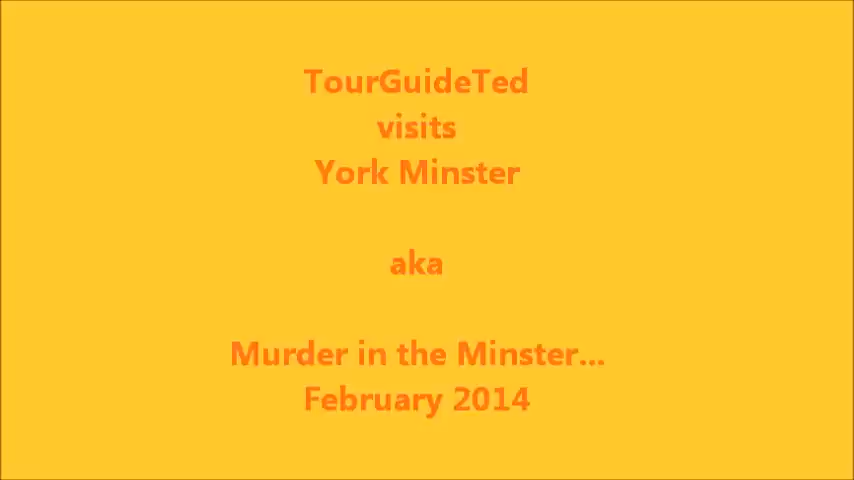 TourGuideTed
visits
York Minster
aka
Murder in the Minster...
February 2014